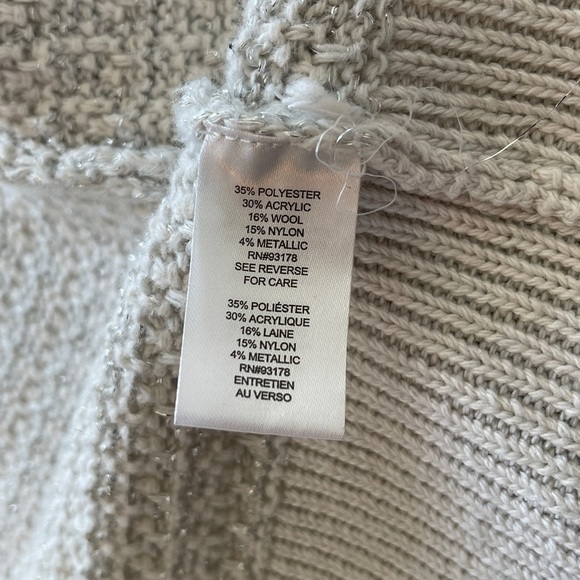 35% POLYESTER
30% ACRYLIC
16% WOOL
15% NYLON
4% METALLIC
RN#93178
SEE REVERSE
FOR CARE
35% POLIÉSTER
30% ACRYLIQUE
16% LAINE
15% NYLON
4% METALLIC
RN#93178
ENTRETIEN
AU VERSO